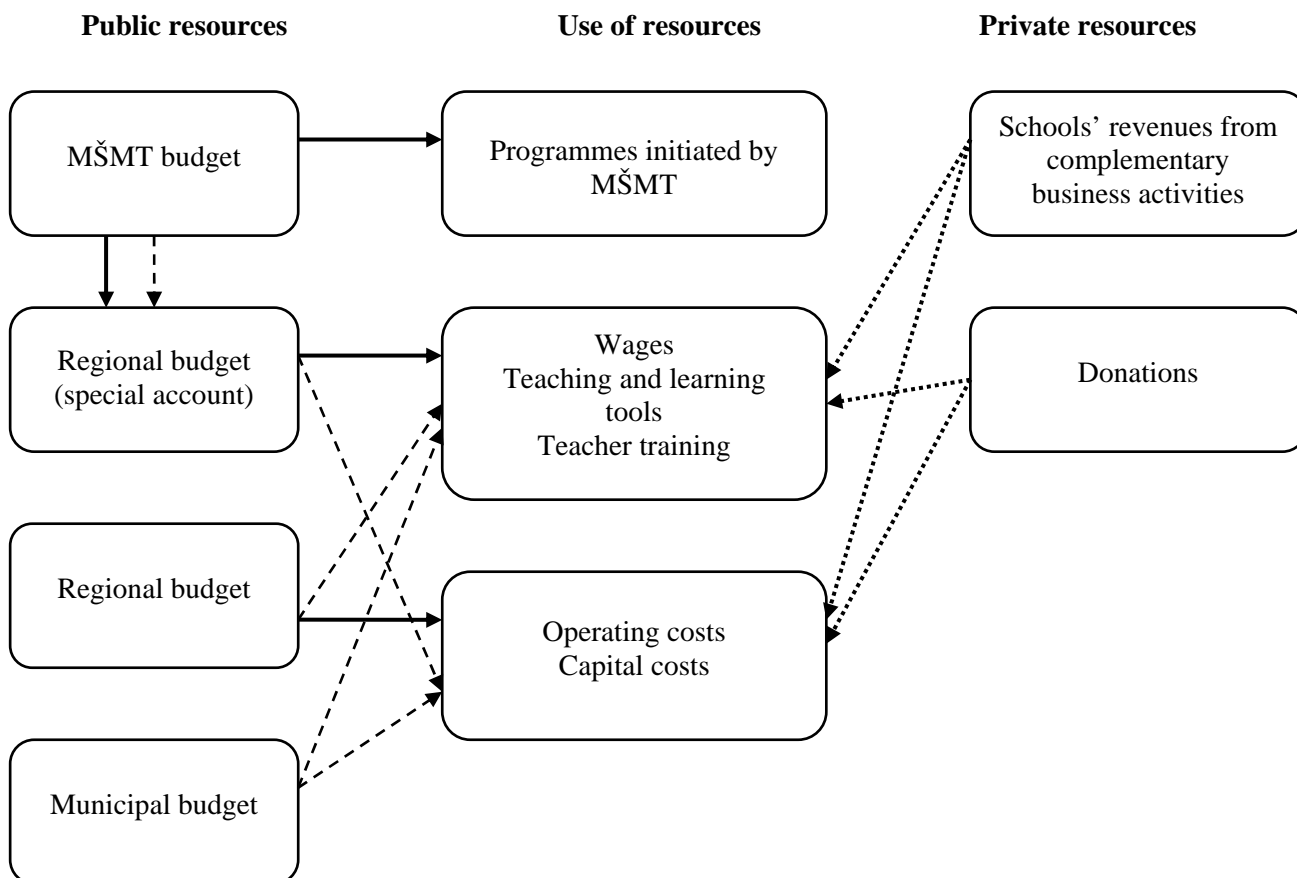 Public resources
Use of resources
Private resources
MŠMT budget
Programmes initiated by
MŠMT
Schools’ revenues from
complementary
business activities
Regional budget
(special account)
Wages
Teaching and learning
tools
Teacher training
Donations
Regional budget
Operating costs
Capital costs
Municipal budget